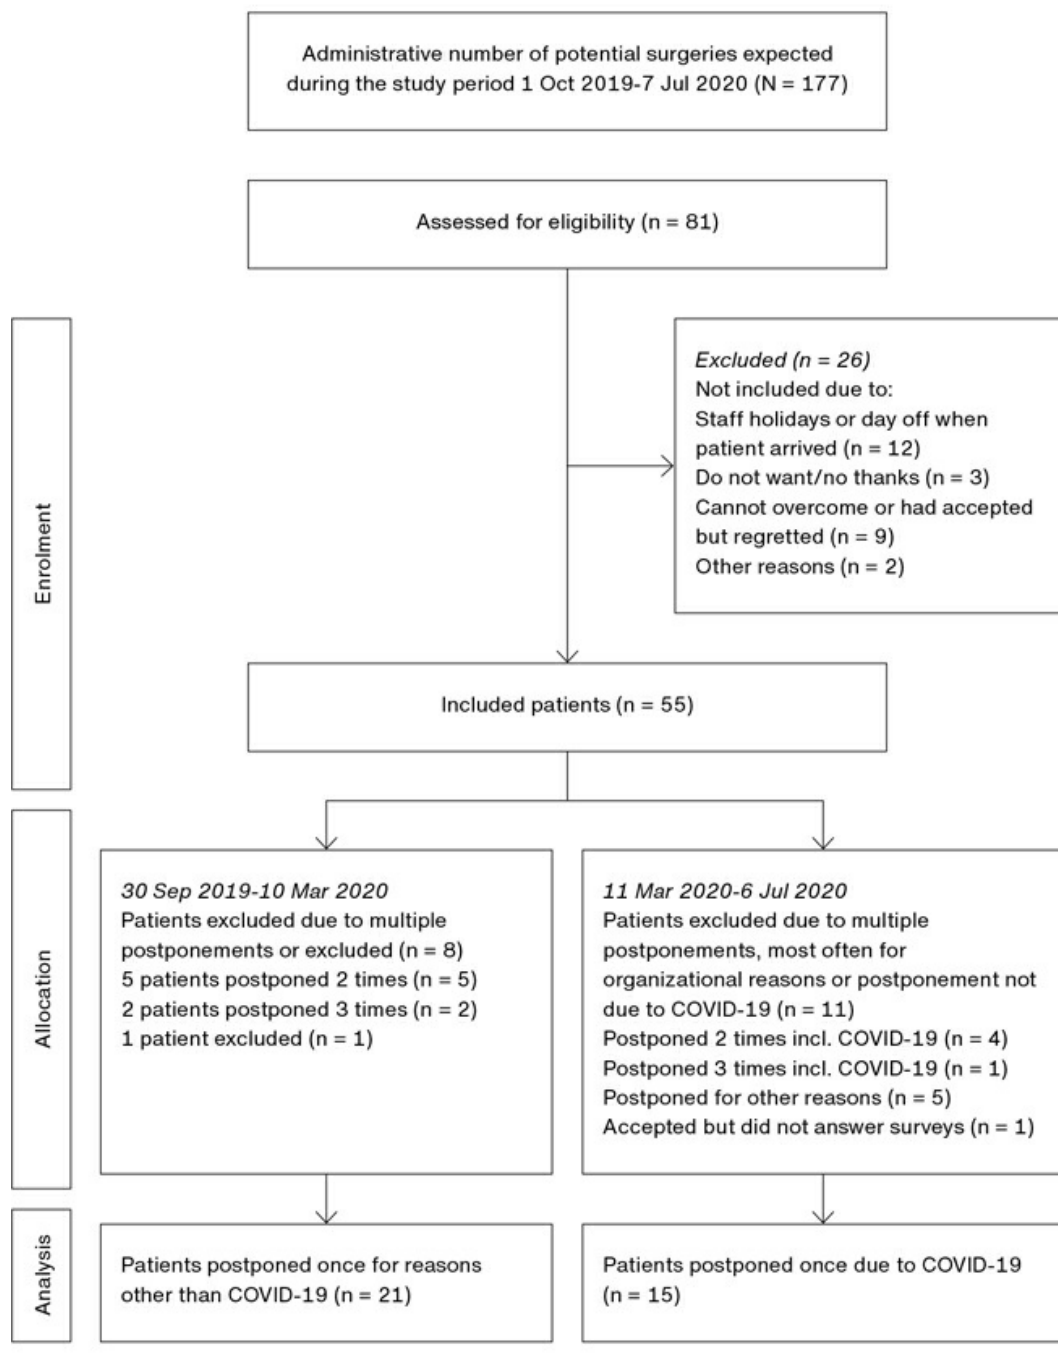 Administrative number of potential surgeries expected
during the study period 1 Oct 2019-7 Jul 2020 (N = 177)
Assessed for eligibility (n = 81)
Enrolment
Excluded (n = 26)
Not included due to:
Staff holidays or day off when
patient arrived (n = 12)
Do not want/no thanks (n = 3)
Cannot overcome or had accepted
but regretted (n = 9)
Other reasons (n = 2)
Included patients (n = 55)
Allocation
30 Sep 2019-10 Mar 2020
Patients excluded due to multiple
postponements or excluded (n = 8)
5 patients postponed 2 times (n = 5)
2 patients postponed 3 times (n = 2)
1 patient excluded (n = 1)
11 Mar 2020-6 Jul 2020
Patients excluded due to multiple
postponements, most often for
organizational reasons or postponement not
due to COVID-19 (n = 11)
Postponed 2 times incl. COVID-19 (n = 4)
Postponed 3 times incl. COVID-19 (n = 1)
Postponed for other reasons (n = 5)
Accepted but did not answer surveys (n = 1)
Analysis
Patients postponed once for reasons
other than COVID-19 (n = 21)
Patients postponed once due to COVID-19
(n = 15)